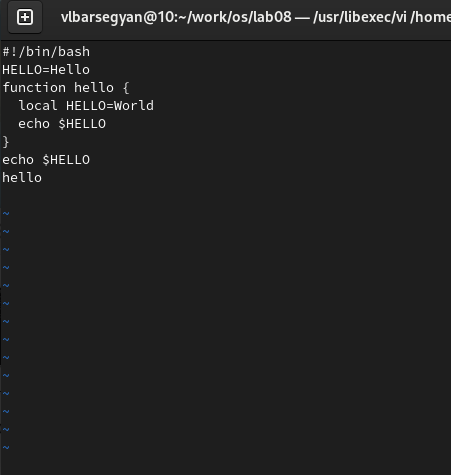 vlbarsegyan@10:~/work/os/lab08 — /usr/libexec/vi /home
#!/bin/bash
HELLO=Hello
function hello {
  local HELLO=World
  echo $HELLO
}
echo $HELLO
hello
~
~
~
~
~
~
~
~
~
~
~
~
~
~